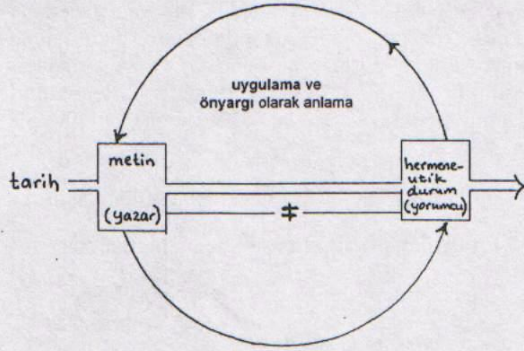 uygulama ve
önyargı olarak anlama
metin
(yazar)
tarih
hermene-
utik
durum
(yorumcu)
≠